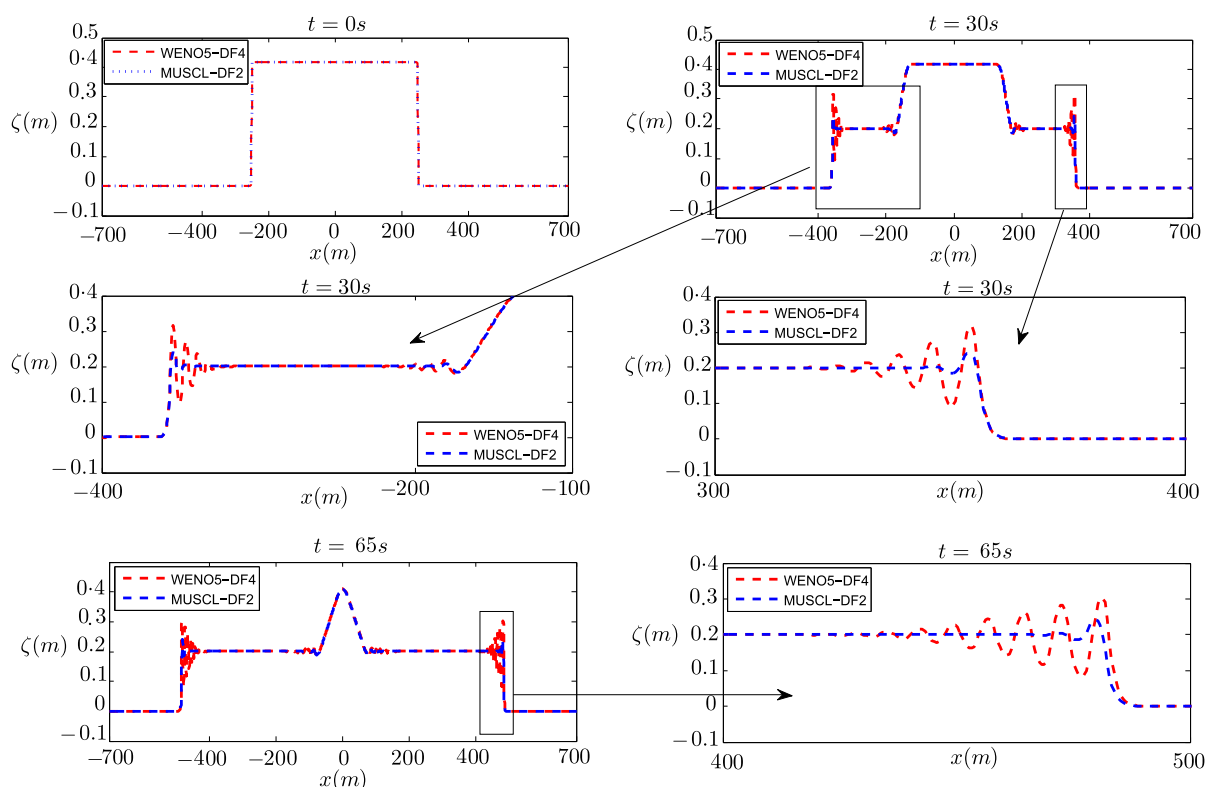 t = 0s
WENO5−DF4
MUSCL−DF2
ζ(m)
0.5
0·4
0.3
0.2
0.1
0
−0.1
−700
−400
−200
0
200
400
700
x(m)
t = 30s
WENO5−DF4
MUSCL−DF2
ζ(m)
0.5
0·4
0.3
0.2
0.1
0
−0.1
−700
−400
−200
0
200
400
700
x(m)
t = 30s
WENO5−DF4
MUSCL−DF2
ζ(m)
0·4
0.3
0.2
0.1
0
−0.1
−400
−200
−100
x(m)
t = 30s
WENO5−DF4
MUSCL−DF2
ζ(m)
0·4
0.3
0.2
0.1
0
−0.1
300
400
x(m)
t = 65s
WENO5−DF4
MUSCL−DF2
ζ(m)
0·4
0.3
0.2
0.1
0
−0.1
−700
−400
−200
0
200
400
700
x(m)
t = 65s
WENO5−DF4
MUSCL−DF2
ζ(m)
0·4
0.3
0.2
0.1
0
−0.1
400
500
x(m)